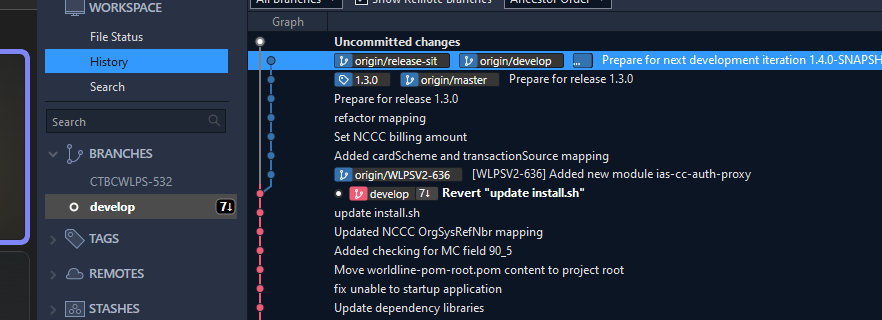 All Branches Show Remote Branches Ancestor Order
WORKSPACE
Graph
File Status
Uncommitted changes
History
origin/release-sit origin/develop ... Prepare for next development iteration 1.4.0-SNAPSH
1.3.0 origin/master Prepare for release 1.3.0
Search
Prepare for release 1.3.0
Search
refactor mapping
Set NCCC billing amount
BRANCHES
Added cardScheme and transactionSource mapping
CTBCWLPS-532
origin/WLPSV2-636 [WLPSV2-636] Added new module ias-cc-auth-proxy
develop 7↓
develop 7↓ Revert "update install.sh"
update install.sh
TAGS
Updated NCCC OrgSysRefNbr mapping
Added checking for MC field 90_5
REMOTES
Move worldline-pom-root.pom content to project root
fix unable to startup application
STASHES
Update dependency libraries